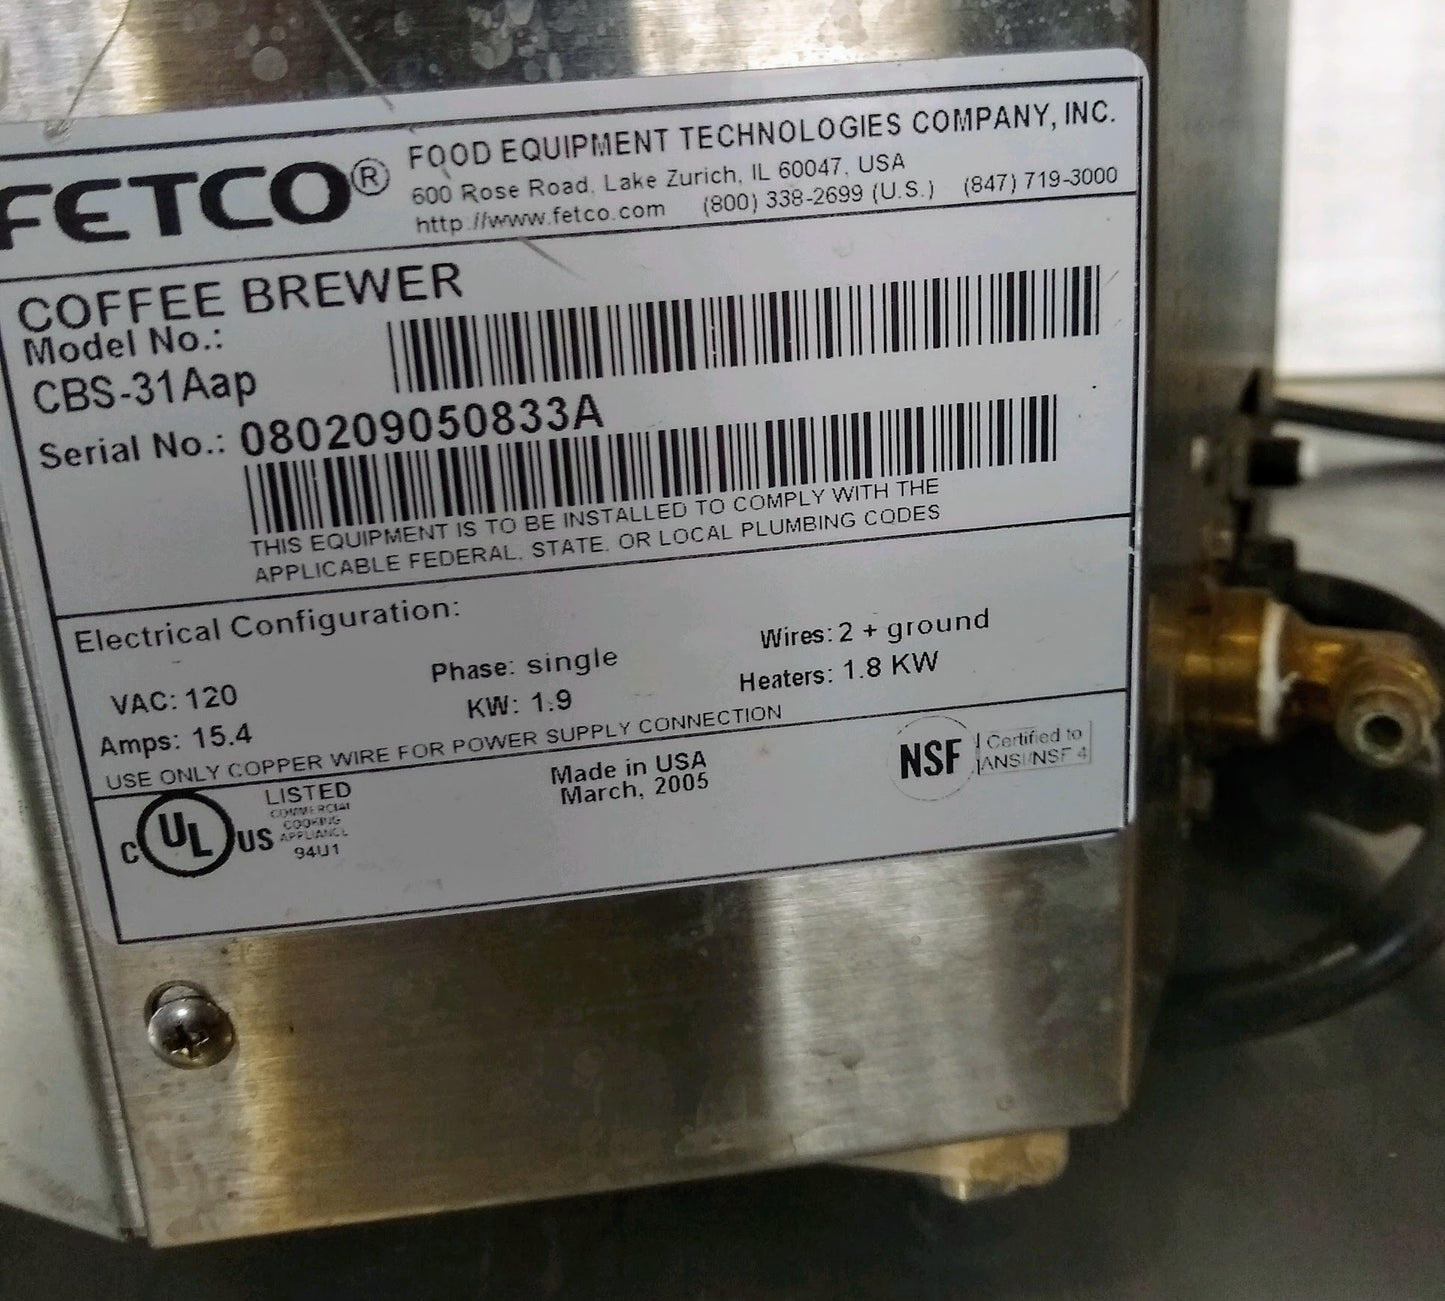 FETCO®
FOOD EQUIPMENT TECHNOLOGIES COMPANY, INC.
600 Rose Road, Lake Zurich, IL 60047, USA
http://www.fetco.com (800) 338-2699 (U.S.) (847) 719-3000
COFFEE BREWER
Model No.:
CBS-31Aap
Serial No.: 080209050833A
THIS EQUIPMENT IS TO BE INSTALLED TO COMPLY WITH THE
APPLICABLE FEDERAL, STATE, OR LOCAL PLUMBING CODES
Electrical Configuration:
VAC: 120 Phase: single Wires: 2 + ground
Amps: 15.4 KW: 1.9 Heaters: 1.8 KW
USE ONLY COPPER WIRE FOR POWER SUPPLY CONNECTION
C UL US
LISTED
COMMERCIAL
COOKING
APPLIANCE
94U1
Made in USA
March, 2005
NSF
Certified to
ANSI/NSF 4